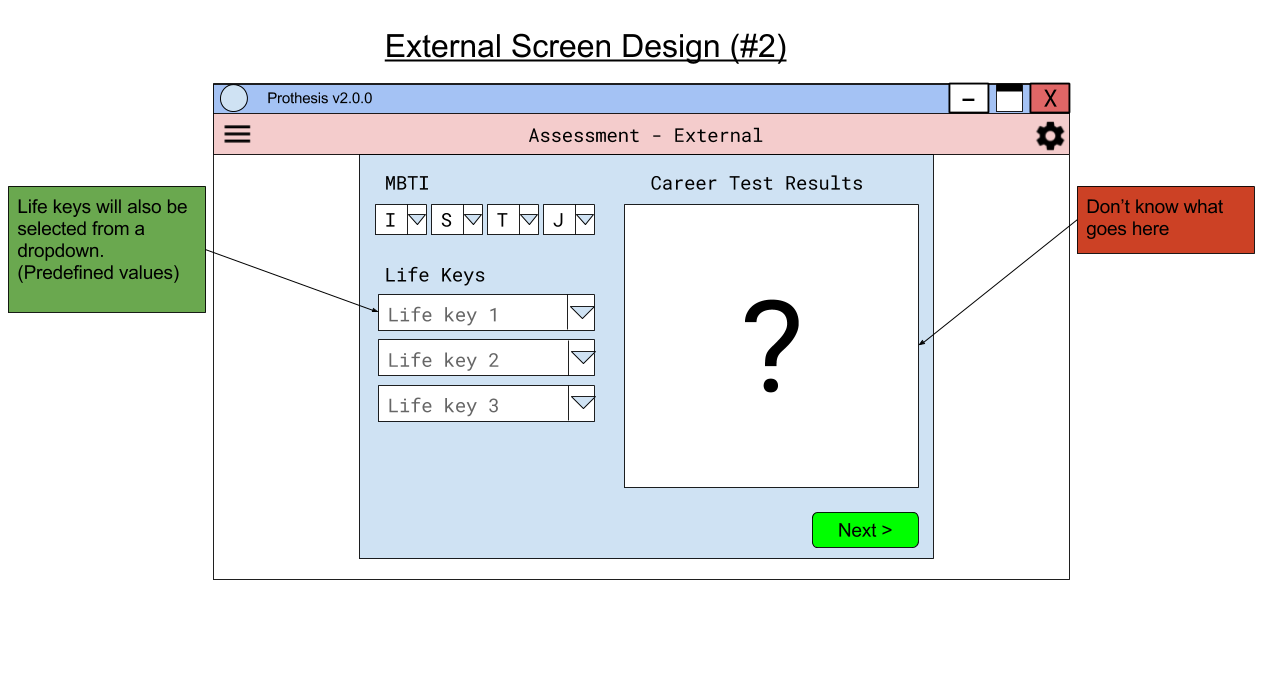 External Screen Design (#2)
Prothesis v2.0.0
–
X
Assessment - External
Life keys will also be
selected from a
dropdown.
(Predefined values)
MBTI
I S T J
Life Keys
Life key 1
Life key 2
Life key 3
Career Test Results
?
Next >
Don’t know what
goes here